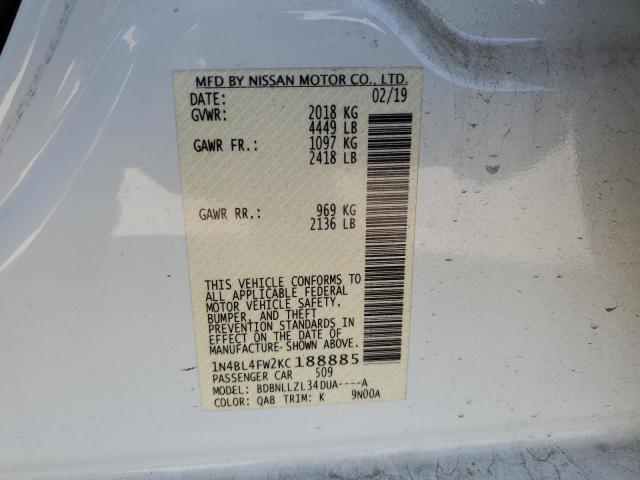 MFD BY NISSAN MOTOR CO., LTD.
DATE: 02/19
GVWR: 2018 KG
4449 LB
GAWR FR.: 1097 KG
2418 LB
GAWR RR.: 969 KG
2136 LB
THIS VEHICLE CONFORMS TO
ALL APPLICABLE FEDERAL
MOTOR VEHICLE SAFETY,
BUMPER, AND THEFT
PREVENTION STANDARDS IN
EFFECT ON THE DATE OF
MANUFACTURE SHOWN ABOVE.
1N4BL4FW2KC188885
PASSENGER CAR 509
MODEL: BDBNLLZL34DUA----A
COLOR: QAB TRIM: K 9N00A